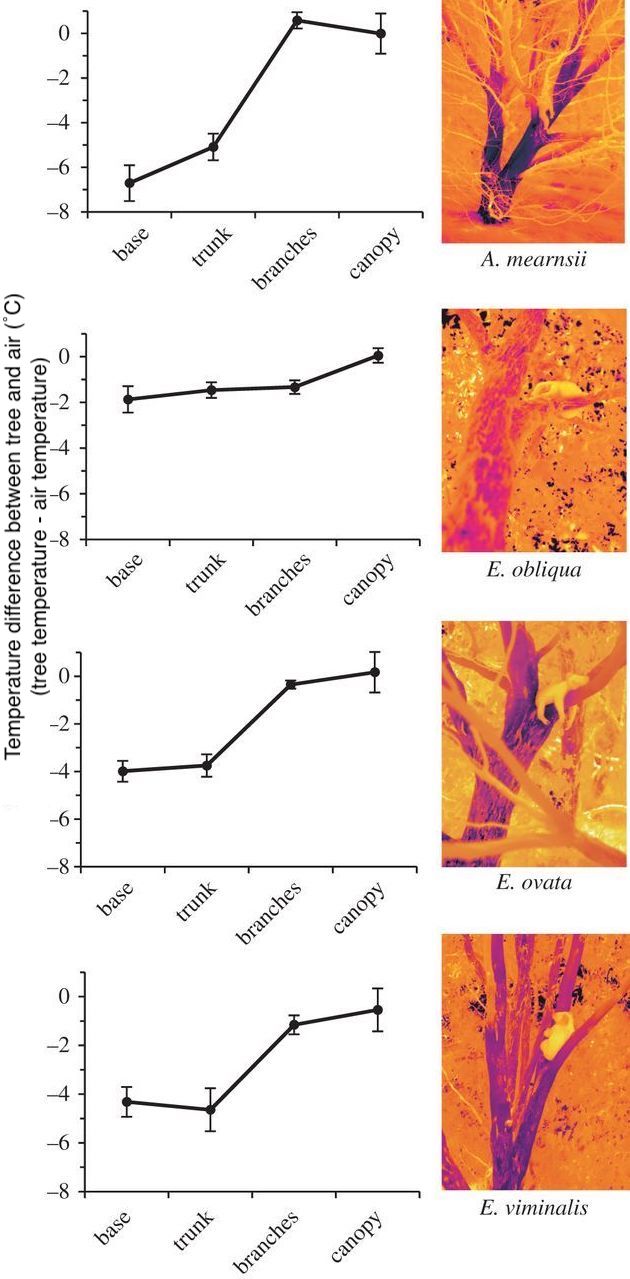 Temperature difference between tree and air (˚C)
(tree temperature - air temperature)
0
–2
–4
–6
–8
base
trunk
branches
canopy
A. mearnsii
0
–2
–4
–6
–8
base
trunk
branches
canopy
E. obliqua
0
–2
–4
–6
–8
base
trunk
branches
canopy
E. ovata
0
–2
–4
–6
–8
base
trunk
branches
canopy
E. viminalis